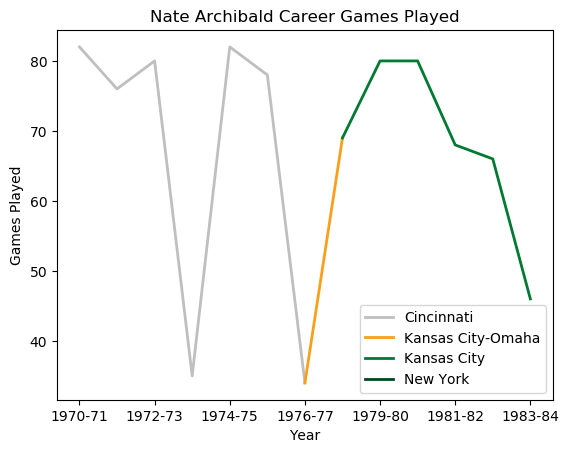 Nate Archibald Career Games Played
Games Played
80
70
60
50
40
Cincinnati
Kansas City-Omaha
Kansas City
New York
1970-71 1972-73 1974-75 1976-77 1979-80 1981-82 1983-84
Year